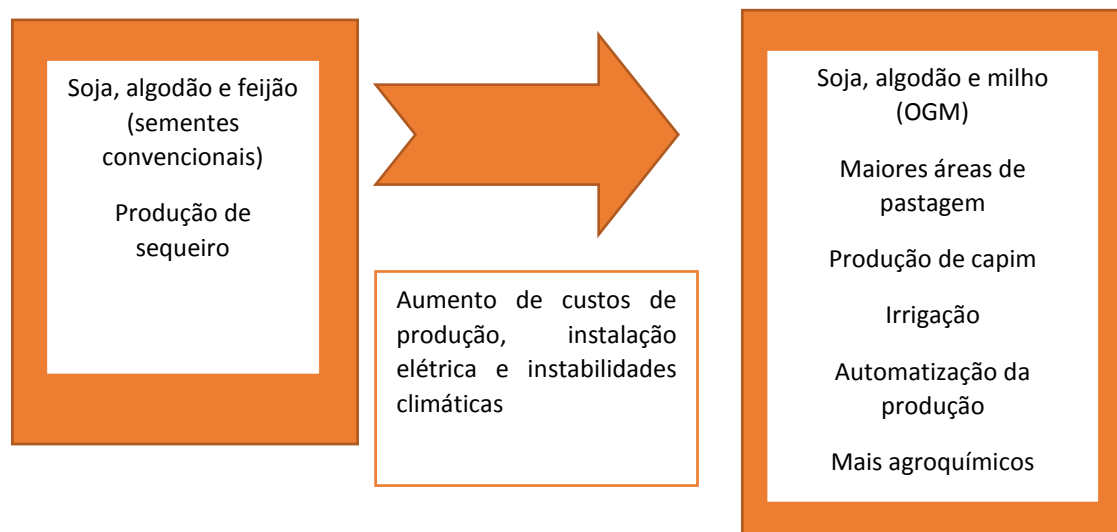 Soja, algodão e feijão
(sementes
convencionais)
Produção de
sequeiro
Aumento de custos de
produção, instalação
elétrica e instabilidades
climáticas
Soja, algodão e milho
(OGM)
Maiores áreas de
pastagem
Produção de capim
Irrigação
Automatização da
produção
Mais agroquímicos